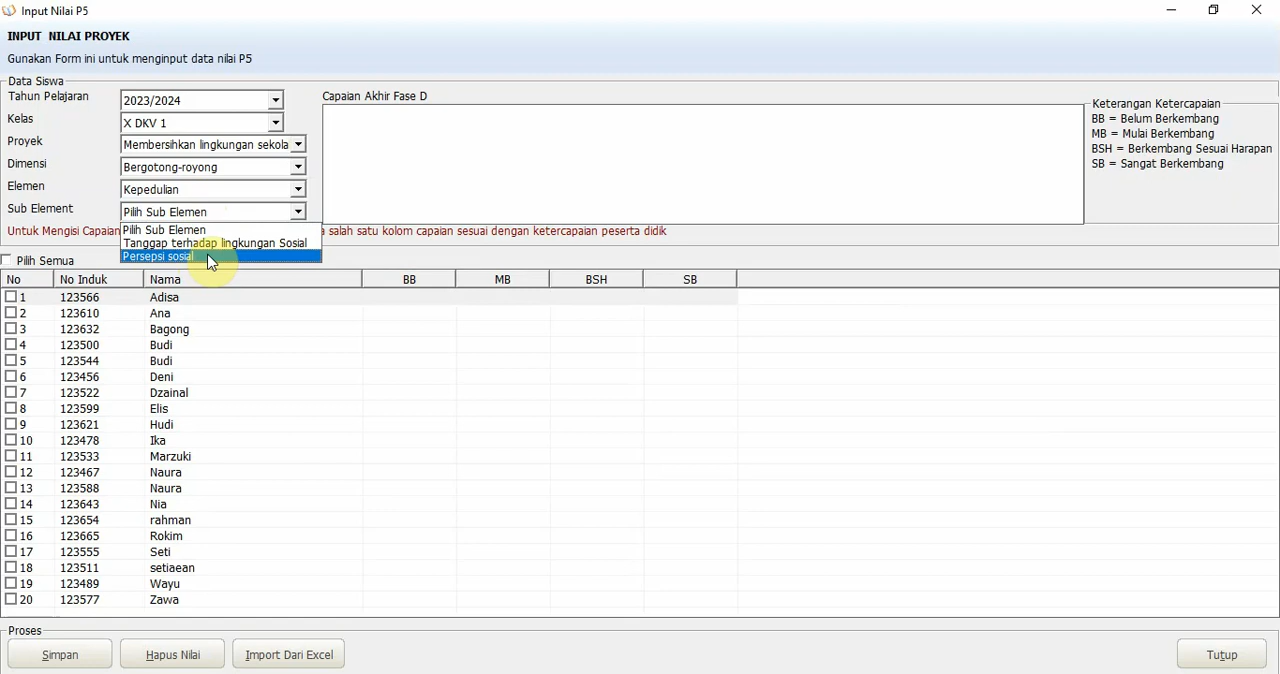 Input Nilai P5
INPUT NILAI PROYEK
Gunakan Form ini untuk menginput data nilai P5
Data Siswa
Tahun Pelajaran 2023/2024
Kelas X DKV 1
Proyek Membersihkan lingkungan sekola
Dimensi Bergotong-royong
Elemen Kepedulian
Sub Element Pilih Sub Elemen
Pilih Sub Elemen
Tanggap terhadap lingkungan Sosial
Persepsi sosial
Capaian Akhir Fase D
Keterangan Ketercapaian
BB = Belum Berkembang
MB = Mulai Berkembang
BSH = Berkembang Sesuai Harapan
SB = Sangat Berkembang
Untuk Mengisi Capaian salah satu kolom capaian sesuai dengan ketercapaian peserta didik
Pilih Semua
No No Induk Nama BB MB BSH SB
1 123566 Adisa
2 123610 Ana
3 123632 Bagong
4 123500 Budi
5 123544 Budi
6 123456 Deni
7 123522 Dzainal
8 123599 Elis
9 123621 Hudi
10 123478 Ika
11 123533 Marzuki
12 123467 Naura
13 123588 Naura
14 123643 Nia
15 123654 rahman
16 123665 Rokim
17 123555 Seti
18 123511 setiaean
19 123489 Wayu
20 123577 Zawa
Proses
Simpan Hapus Nilai Import Dari Excel Tutup